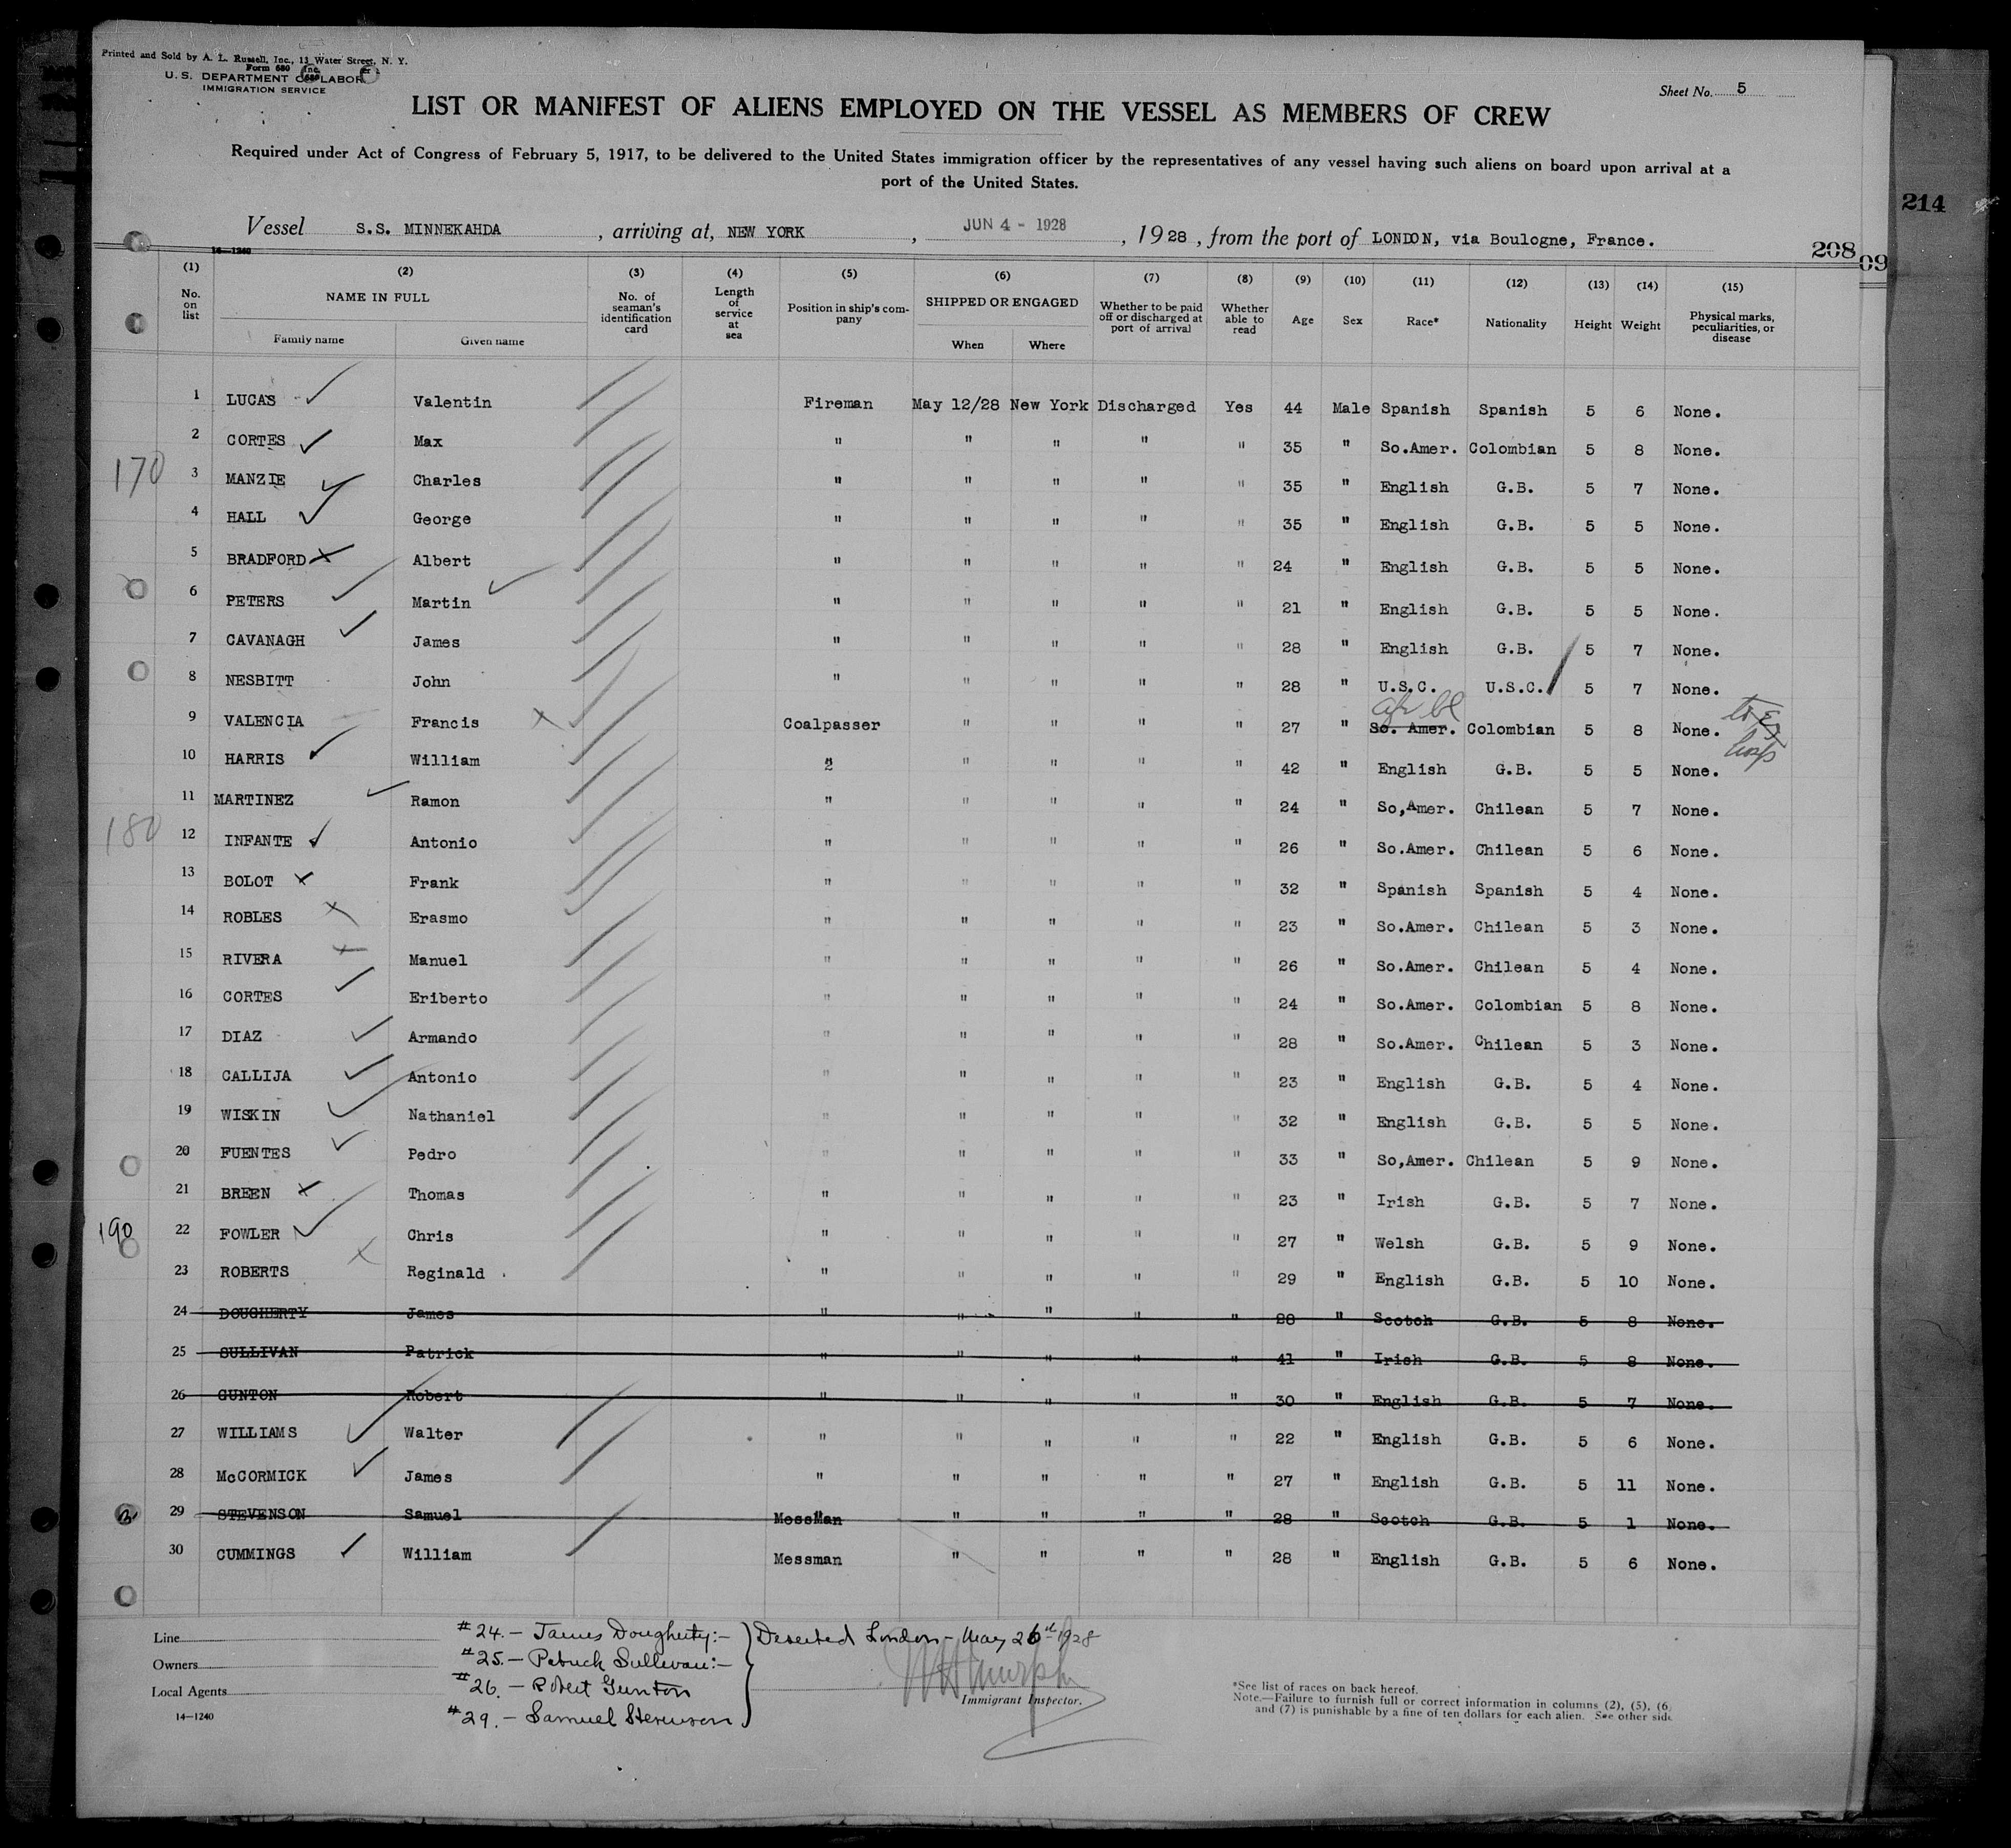 Printed and Sold by A. L. Russell, Inc., 13 Water Street, N. Y.
Form 680
U. S. DEPARTMENT OF LABOR
IMMIGRATION SERVICE
Sheet No. 5
LIST OR MANIFEST OF ALIENS EMPLOYED ON THE VESSEL AS MEMBERS OF CREW
Required under Act of Congress of February 5, 1917, to be delivered to the United States immigration officer by the representatives of any vessel having such aliens on board upon arrival at a
port of the United States.
214
Vessel S.S. MINNEKAHDA, arriving at, NEW YORK, JUN 4 - 1928, 1928, from the port of LONDON, via Boulogne, France.
208
09
14-1240
(1) (2) (3) (4) (5) (6) (7) (8) (9) (10) (11) (12) (13) (14) (15)
No. on list NAME IN FULL Family name Given name No. of seaman's identification card Length of service at sea Position in ship's company SHIPPED OR ENGAGED When Where Whether to be paid off or discharged at port of arrival Whether able to read Age Sex Race* Nationality Height Weight Physical marks, peculiarities, or disease
1 LUCAS Valentin Fireman May 12/28 New York Discharged Yes 44 Male Spanish Spanish 5 6 None.
2 CORTES Max " " " " " 35 " So.Amer. Colombian 5 8 None.
170
3 MANZIE Charles " " " " " 35 " English G.B. 5 7 None.
4 HALL George " " " " " 35 " English G.B. 5 5 None.
5 BRADFORD Albert " " " " " 24 " English G.B. 5 5 None.
6 PETERS Martin " " " " " 21 " English G.B. 5 5 None.
7 CAVANAGH James " " " " " 28 " English G.B. 5 7 None.
8 NESBITT John " " " " " 28 " U.S.C. U.S.C. 5 7 None.
afr bl
9 VALENCIA Francis Coalpasser " " " " 27 " So. Amer. Colombian 5 8 None. to
hosp
10 HARRIS William " " " " " 42 " English G.B. 5 5 None.
11 MARTINEZ Ramon " " " " " 24 " So,Amer. Chilean 5 7 None.
180
12 INFANTE Antonio " " " " " 26 " So.Amer. Chilean 5 6 None.
13 BOLOT Frank " " " " " 32 " Spanish Spanish 5 4 None.
14 ROBLES Erasmo " " " " " 23 " So.Amer. Chilean 5 3 None.
15 RIVERA Manuel " " " " " 26 " So.Amer. Chilean 5 4 None.
16 CORTES Eriberto " " " " " 24 " So.Amer. Colombian 5 8 None.
17 DIAZ Armando " " " " " 28 " So.Amer. Chilean 5 3 None.
18 CALLIJA Antonio " " " " " 23 " English G.B. 5 4 None.
19 WISKIN Nathaniel " " " " " 32 " English G.B. 5 5 None.
20 FUENTES Pedro " " " " " 33 " So,Amer. Chilean 5 9 None.
21 BREEN Thomas " " " " " 23 " Irish G.B. 5 7 None.
190
22 FOWLER Chris " " " " " 27 " Welsh G.B. 5 9 None.
23 ROBERTS Reginald " " " " " 29 " English G.B. 5 10 None.
24 DOUGHERTY James " " " " " 28 " Scotch G.B. 5 8 None.
25 SULLIVAN Patrick " " " " " 41 " Irish G.B. 5 8 None.
26 GUNTON Robert " " " " " 30 " English G.B. 5 7 None.
27 WILLIAMS Walter " " " " " 22 " English G.B. 5 6 None.
28 McCORMICK James " " " " " 27 " English G.B. 5 11 None.
29 STEVENSON Samuel MessMan " " " " 28 " Scotch G.B. 5 1 None.
30 CUMMINGS William Messman " " " " 28 " English G.B. 5 6 None.
Line
Owners
Local Agents
14-1240
#24.- James Dougherty:- Deserted London - May 26th 1928
#25.- Patrick Sullivan:-
#26.- Robert Gunton
#29.- Samuel Stevenson
Immigrant Inspector.
*See list of races on back hereof.
Note.—Failure to furnish full or correct information in columns (2), (5), (6)
and (7) is punishable by a fine of ten dollars for each alien. See other side